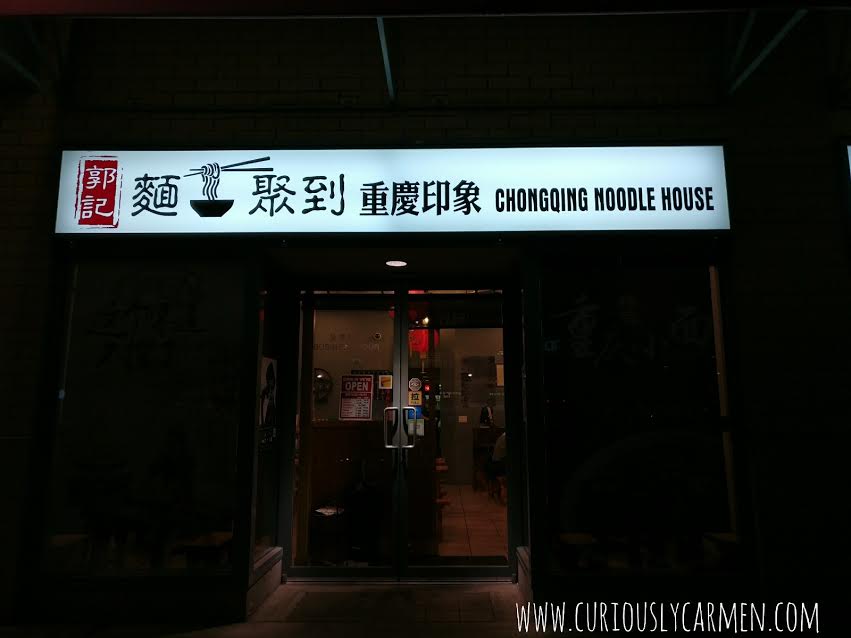 郭記
麵聚到 重慶印象 CHONGQING NOODLE HOUSE
OPEN
WWW.CURIOUSLYCARMEN.COM